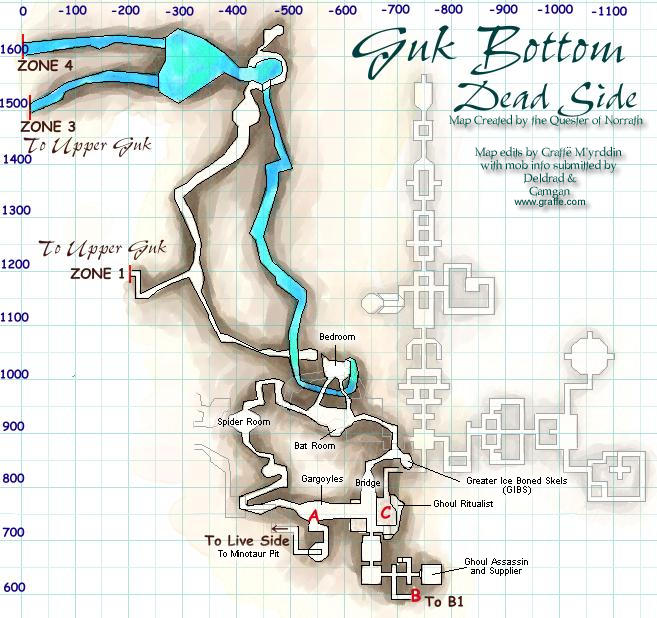 0 -100 -200 -300 -400 -500 -600 -700 -800 -900 -1000 -1100
Guk Bottom
Dead Side
Map Created by the Quester of Norrath
Map edits by Graffe M'yrddin
with mob info submitted by
Deldrad &
Gamgan
www.graffe.com
1600
ZONE 4
1500
ZONE 3
To Upper Guk
1400
1300
To Upper Guk
1200
ZONE 1
1100
Bedroom
1000
Spider Room
900
Bat Room
800
Gargoyles
Bridge
Greater Ice Boned Skels
(GIBS)
Ghoul Ritualist
A
C
700
To Live Side
To Minotaur Pit
Ghoul Assassin
and Supplier
600
B To B1